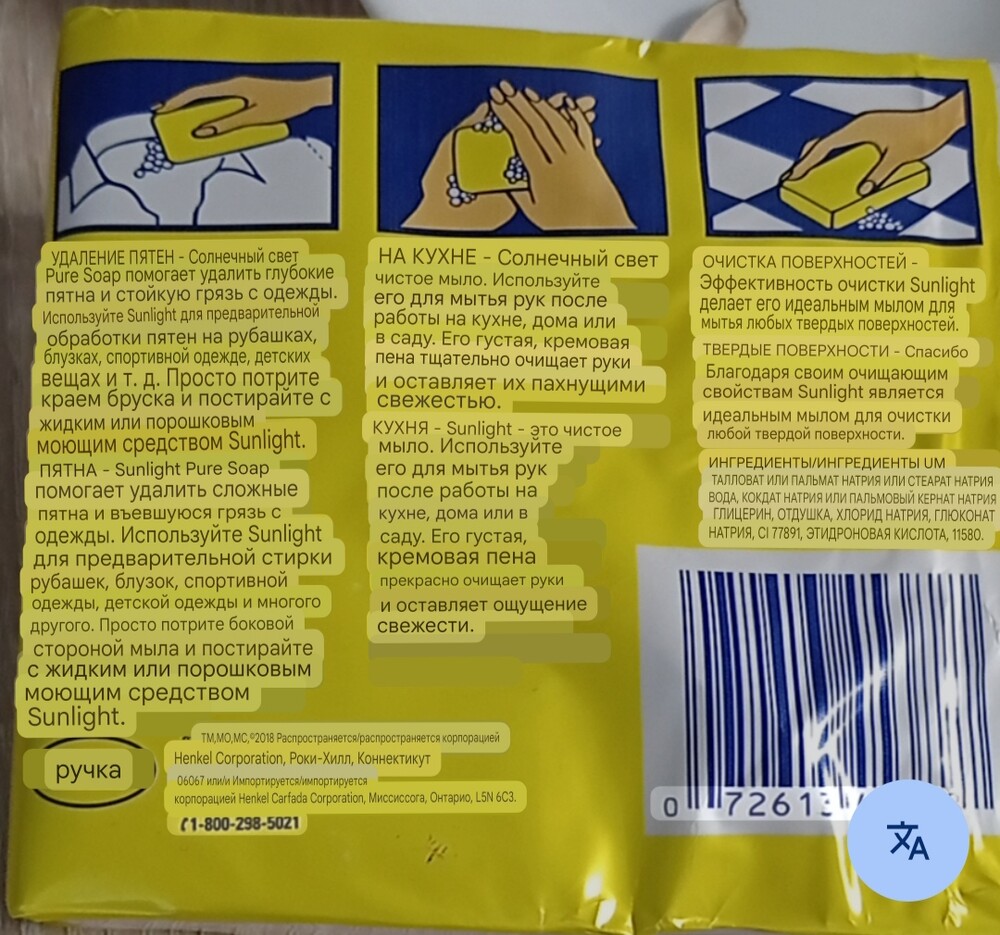 УДАЛЕНИЕ ПЯТЕН - Солнечный свет
Pure Soap помогает удалить глубокие
пятна и стойкую грязь с одежды.
Используйте Sunlight для предварительной
обработки пятен на рубашках,
блузках, спортивной одежде, детских
вещах и т. д. Просто потрите
краем бруска и постирайте с
жидким или порошковым
моющим средством Sunlight.
ПЯТНА - Sunlight Pure Soap
помогает удалить сложные
пятна и въевшуюся грязь с
одежды. Используйте Sunlight
для предварительной стирки
рубашек, блузок, спортивной
одежды, детской одежды и многого
другого. Просто потрите боковой
стороной мыла и постирайте
с жидким или порошковым
моющим средством
Sunlight.
НА КУХНЕ - Солнечный свет
чистое мыло. Используйте
его для мытья рук после
работы на кухне, дома или
в саду. Его густая, кремовая
пена тщательно очищает руки
и оставляет их пахнущими
свежестью.
КУХНЯ - Sunlight - это чистое
мыло. Используйте
его для мытья рук
после работы на
кухне, дома или в
саду. Его густая,
кремовая пена
прекрасно очищает руки
и оставляет ощущение
свежести.
ОЧИСТКА ПОВЕРХНОСТЕЙ -
Эффективность очистки Sunlight
делает его идеальным мылом для
мытья любых твердых поверхностей.
ТВЕРДЫЕ ПОВЕРХНОСТИ - Спасибо
Благодаря своим очищающим
свойствам Sunlight является
идеальным мылом для очистки
любой твердой поверхности.
ИНГРЕДИЕНТЫ/ИНГРЕДИЕНТЫ UM
ТАЛЛОВАТ ИЛИ ПАЛЬМАТ НАТРИЯ ИЛИ СТЕАРАТ НАТРИЯ
ВОДА, КОКДАТ НАТРИЯ ИЛИ ПАЛЬМОВЫЙ КЕРНАТ НАТРИЯ
ГЛИЦЕРИН, ОТДУШКА, ХЛОРИД НАТРИЯ, ГЛЮКОНАТ
НАТРИЯ, CI 77891, ЭТИДРОНОВАЯ КИСЛОТА, 11580.
ручка
TM,MO,MC,©2018 Распространяется/распространяется корпорацией
Henkel Corporation, Роки-Хилл, Коннектикут
06067 или/и Импортируется/импортируется
корпорацией Henkel Carfada Corporation, Миссиссога, Онтарио, L5N 6C3.
1-800-298-5021
0 72613